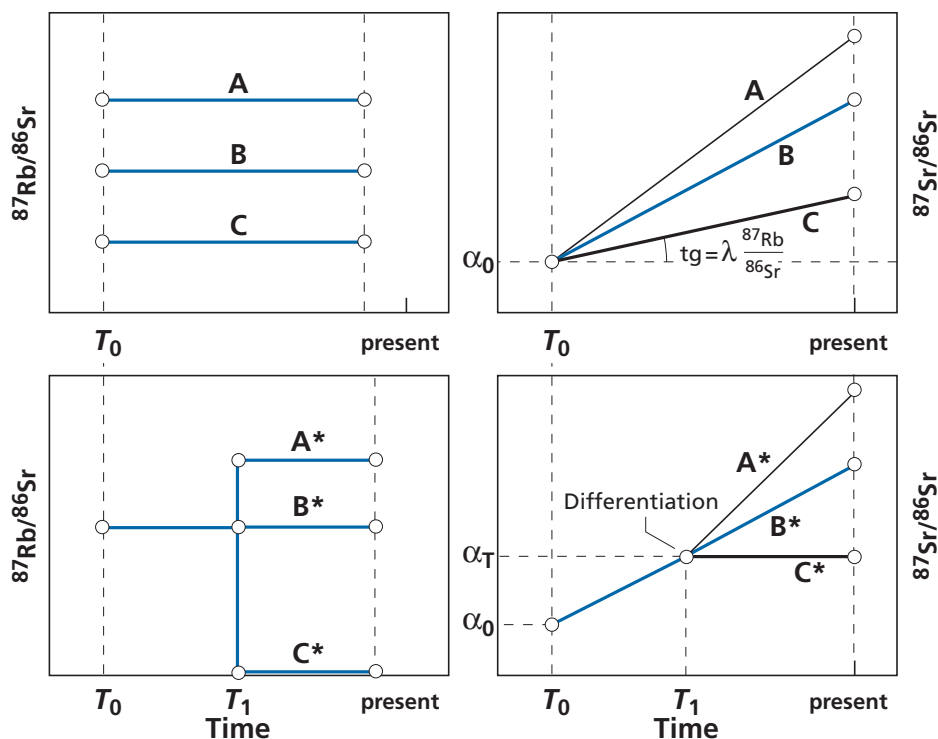 ⁸⁷Rb/⁸⁶Sr
A
B
C
T₀
present
A
B
C
α₀
tg = λ ⁸⁷Rb/⁸⁶Sr
⁸⁷Sr/⁸⁶Sr
T₀
present
⁸⁷Rb/⁸⁶Sr
A*
B*
C*
T₀
T₁
present
Time
Differentiation
A*
B*
C*
αT
α₀
⁸⁷Sr/⁸⁶Sr
T₀
T₁
present
Time